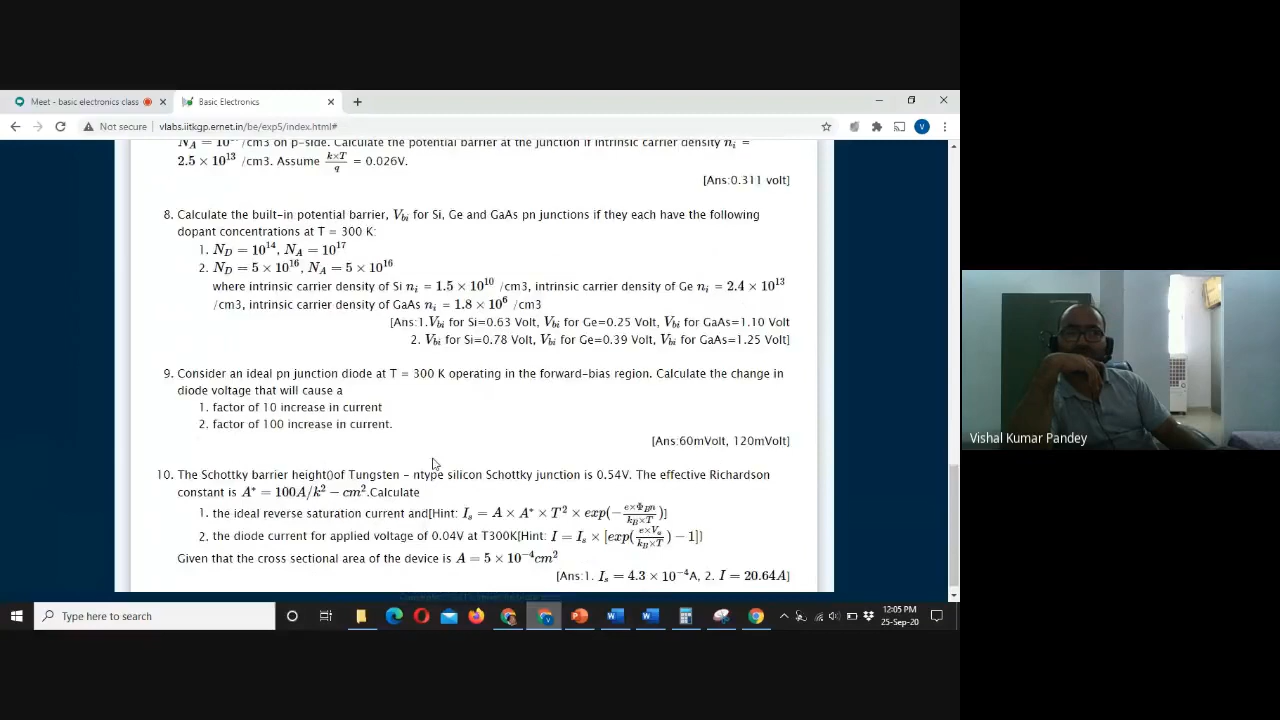 Meet - basic electronics class
Basic Electronics
Not secure
vlabs.iitkgp.ernet.in/be/exp5/index.html#
V
/cm3 on p-side. Calculate the potential barrier at the junction if intrinsic carrier density nᵢ =
2.5 × 10¹³ /cm3. Assume k×T/q = 0.026V.
[Ans:0.311 volt]
8. Calculate the built-in potential barrier, V_bi for Si, Ge and GaAs pn junctions if they each have the following
dopant concentrations at T = 300 K:
1. N_D = 10¹⁴, N_A = 10¹⁷
2. N_D = 5 × 10¹⁶, N_A = 5 × 10¹⁶
where intrinsic carrier density of Si nᵢ = 1.5 × 10¹⁰ /cm3, intrinsic carrier density of Ge nᵢ = 2.4 × 10¹³
/cm3, intrinsic carrier density of GaAs nᵢ = 1.8 × 10⁶ /cm3
[Ans:1.V_bi for Si=0.63 Volt, V_bi for Ge=0.25 Volt, V_bi for GaAs=1.10 Volt
2. V_bi for Si=0.78 Volt, V_bi for Ge=0.39 Volt, V_bi for GaAs=1.25 Volt]
9. Consider an ideal pn junction diode at T = 300 K operating in the forward-bias region. Calculate the change in
diode voltage that will cause a
1. factor of 10 increase in current
2. factor of 100 increase in current.
[Ans:60mVolt, 120mVolt]
10. The Schottky barrier height()of Tungsten – ntype silicon Schottky junction is 0.54V. The effective Richardson
constant is A* = 100A/k² − cm².Calculate
1. the ideal reverse saturation current and[Hint: I_s = A × A* × T² × exp(−e×Φ_Bn/k_B×T)]
2. the diode current for applied voltage of 0.04V at T300K[Hint: I = I_s × [exp(e×V_a/k_B×T) − 1]]
Given that the cross sectional area of the device is A = 5 × 10⁻⁴cm²
[Ans:1. I_s = 4.3 × 10⁻⁴A, 2. I = 20.64A]
Vishal Kumar Pandey
Type here to search
12:05 PM
25-Sep-20